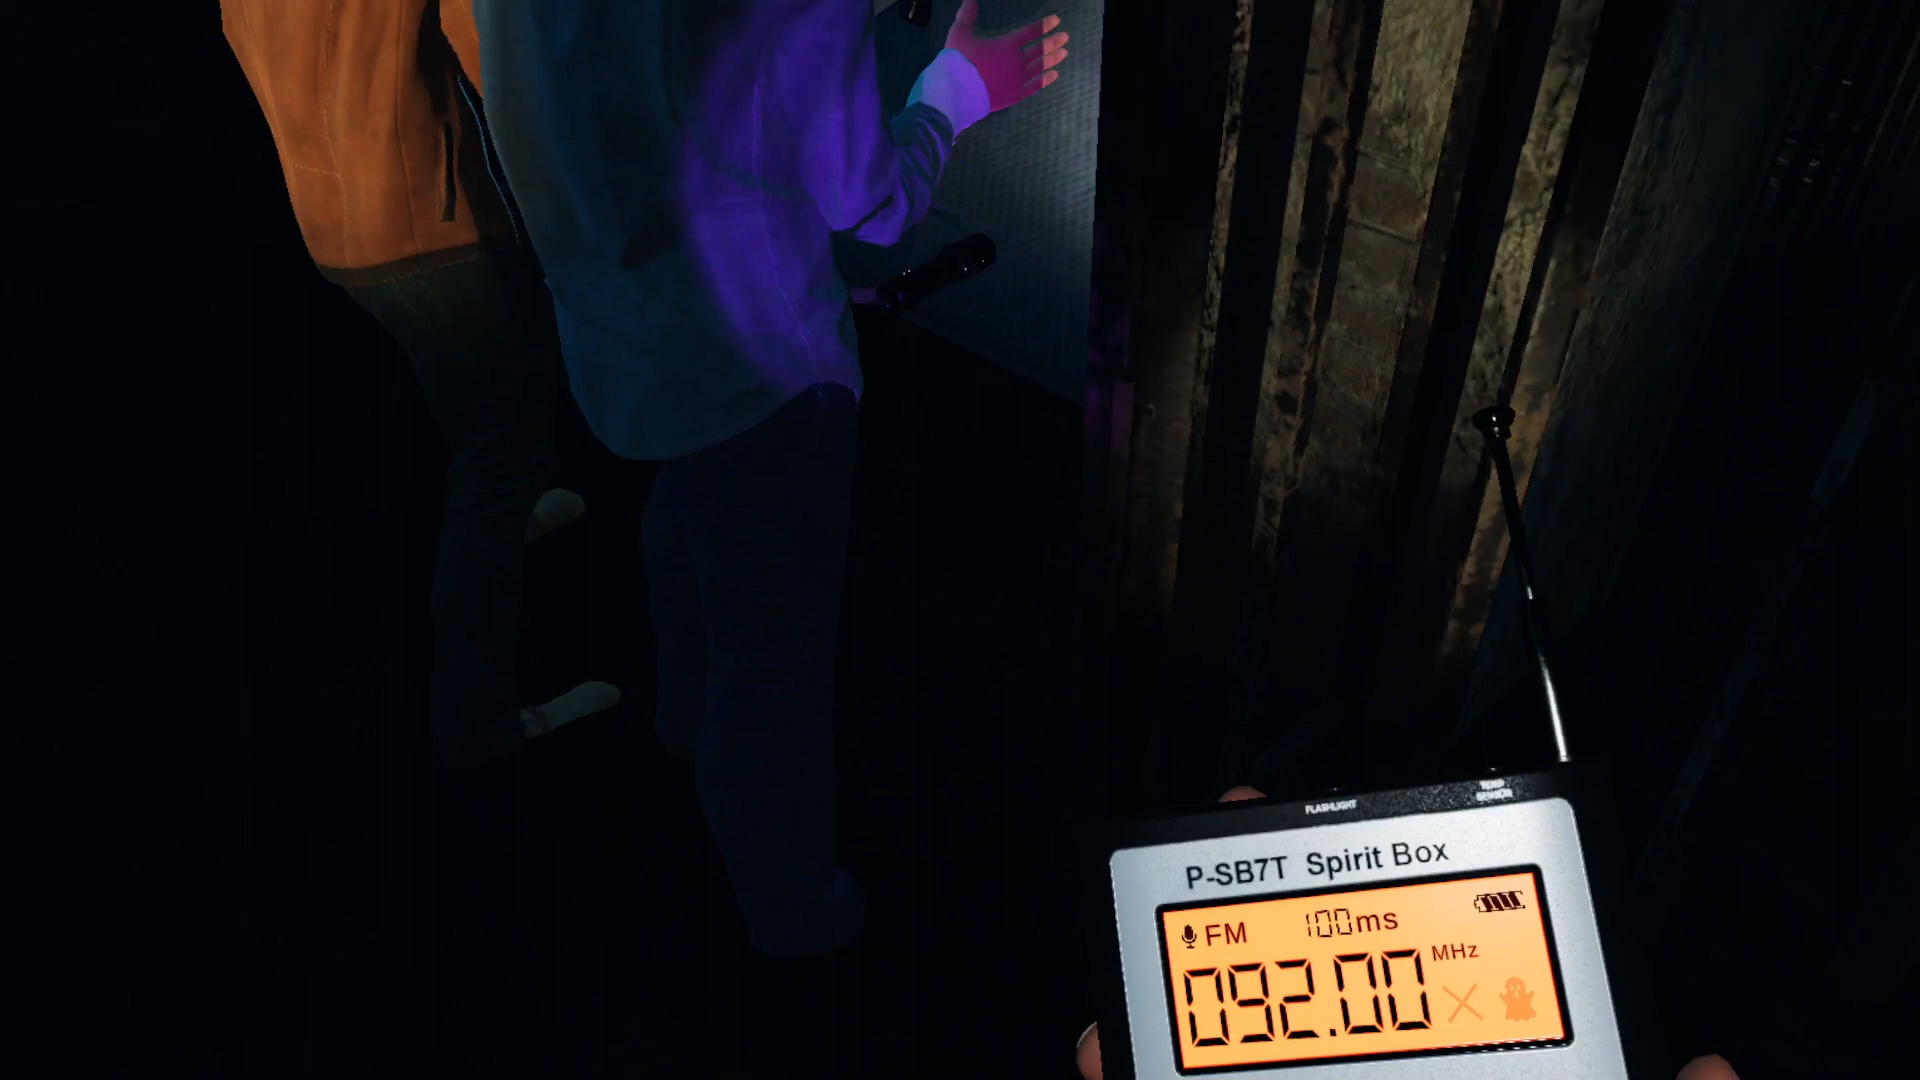 FLASHLIGHT
TEMP
SENSOR
P-SB7T Spirit Box
FM 100ms
092.00 MHz